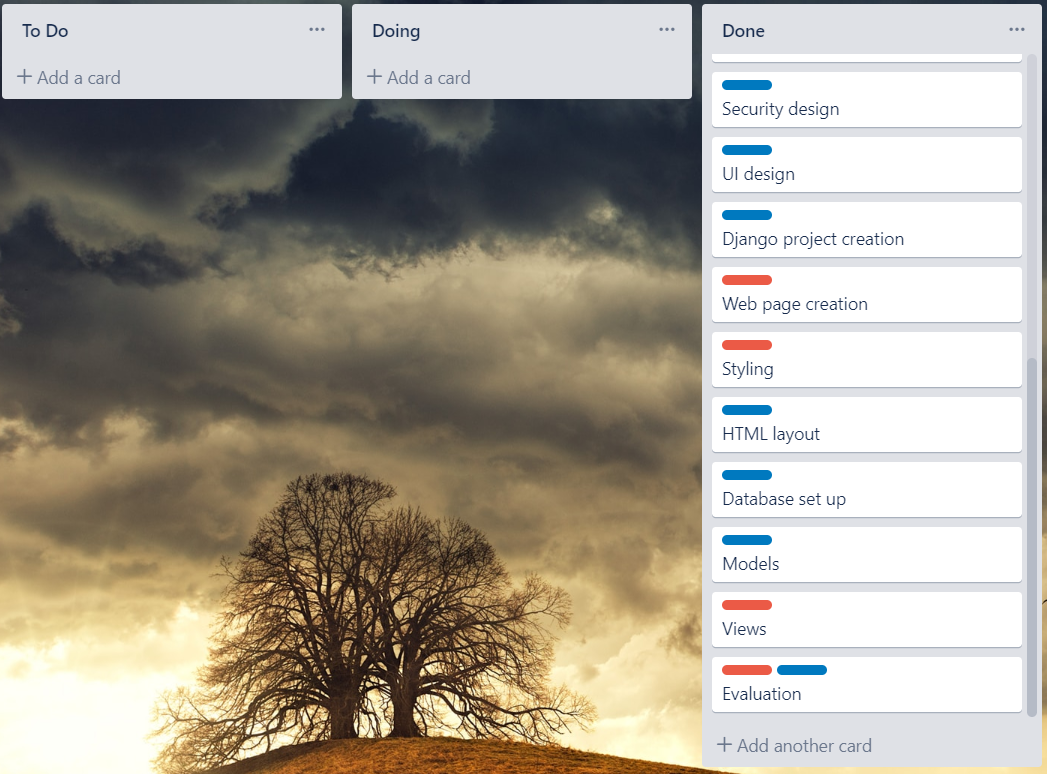 To Do
+ Add a card
Doing
+ Add a card
Done
Security design
UI design
Django project creation
Web page creation
Styling
HTML layout
Database set up
Models
Views
Evaluation
+ Add another card